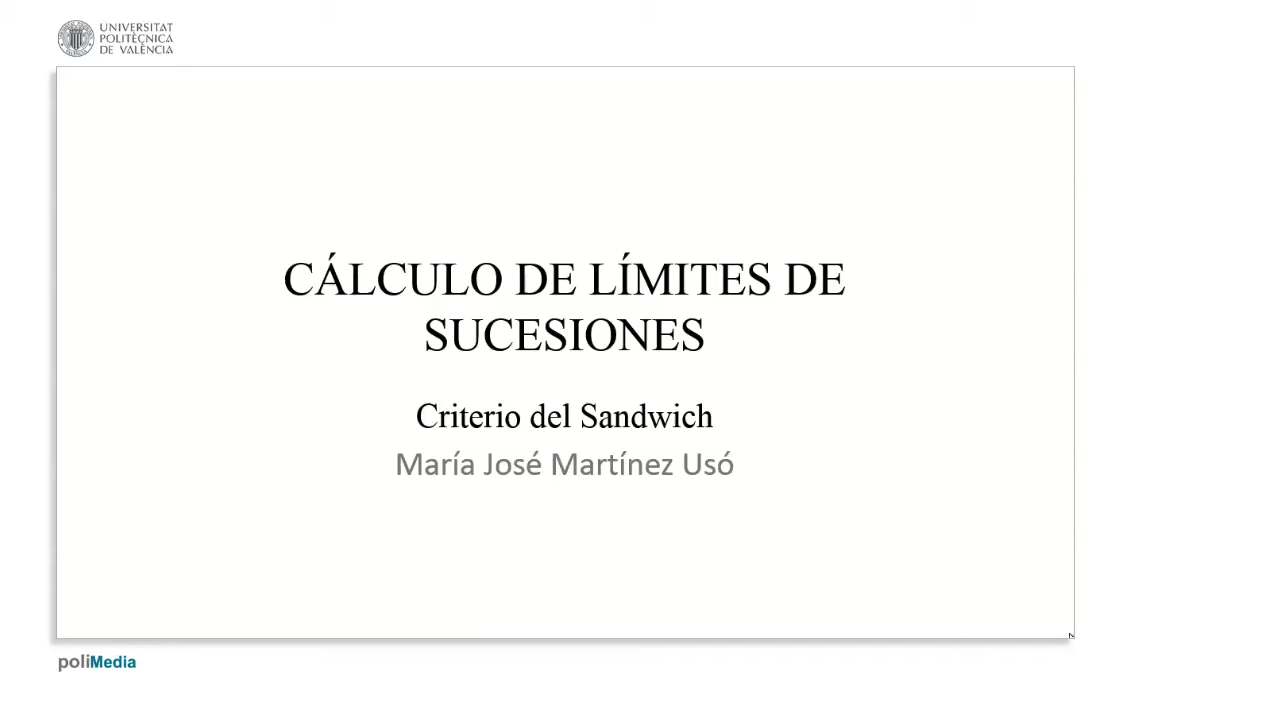 UNIVERSITAT
POLITÈCNICA
DE VALÈNCIA
CÁLCULO DE LÍMITES DE
SUCESIONES
Criterio del Sandwich
María José Martínez Usó
poliMedia